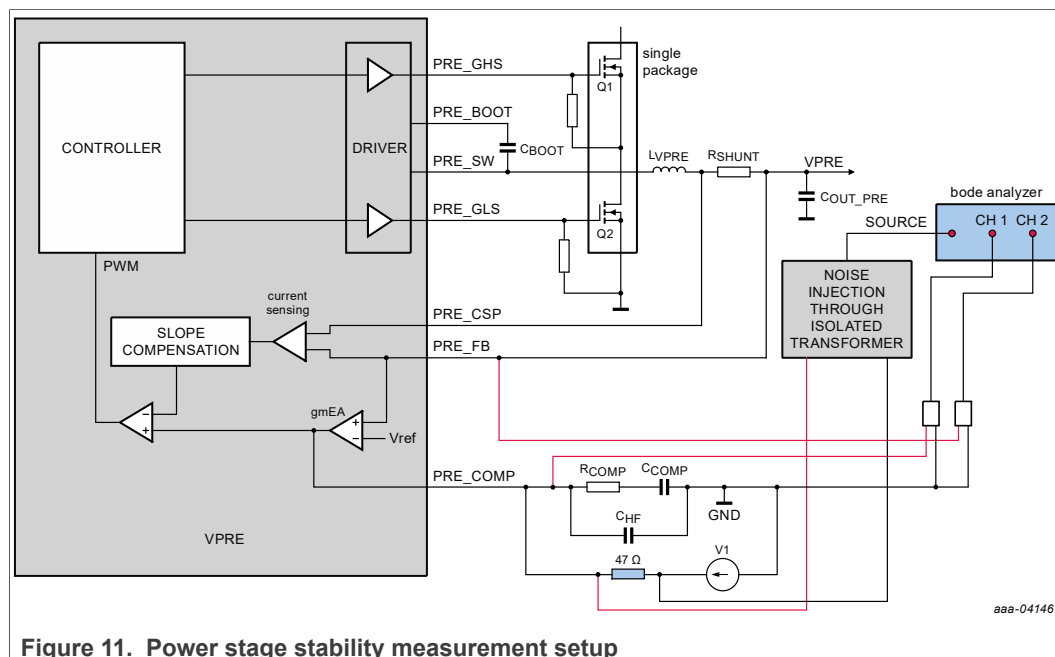 PRE_GHS
single
package
Q1
PRE_BOOT
CONTROLLER
DRIVER
CBOOT
PRE_SW
LVPRE
RSHUNT
VPRE
COUT_PRE
bode analyzer
PRE_GLS
Q2
SOURCE
CH 1
CH 2
PWM
NOISE
INJECTION
THROUGH
ISOLATED
TRANSFORMER
current
sensing
PRE_CSP
SLOPE
COMPENSATION
PRE_FB
gmEA
Vref
PRE_COMP
RCOMP
CCOMP
GND
CHF
VPRE
47 Ω
V1
aaa-04146
Figure 11. Power stage stability measurement setup